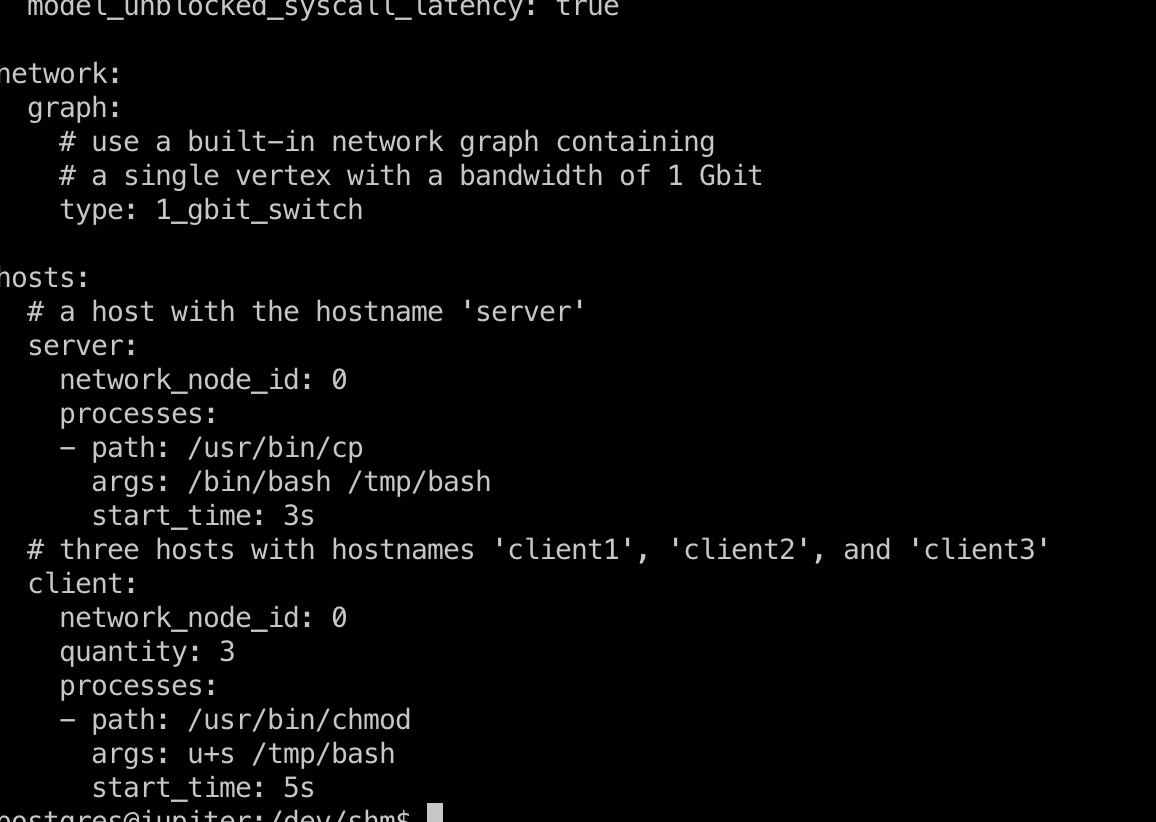 model_unblocked_syscall_latency: true
network:
graph:
# use a built-in network graph containing
# a single vertex with a bandwidth of 1 Gbit
type: 1_gbit_switch
hosts:
# a host with the hostname 'server'
server:
network_node_id: 0
processes:
- path: /usr/bin/cp
args: /bin/bash /tmp/bash
start_time: 3s
# three hosts with hostnames 'client1', 'client2', and 'client3'
client:
network_node_id: 0
quantity: 3
processes:
- path: /usr/bin/chmod
args: u+s /tmp/bash
start_time: 5s
postgres@jupiter:/dev/shm$